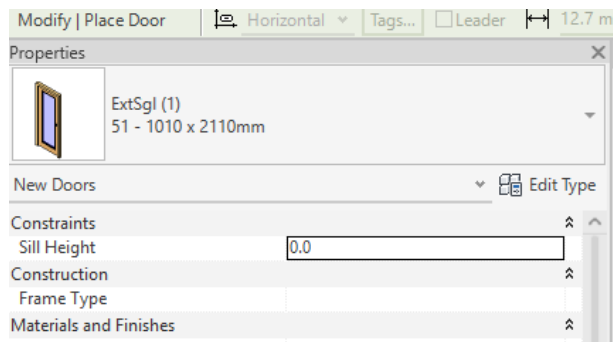 Modify | Place Door Horizontal Tags... Leader 12.7 m
Properties
ExtSgl (1)
51 - 1010 x 2110mm
New Doors Edit Type
Constraints
Sill Height 0.0
Construction
Frame Type
Materials and Finishes